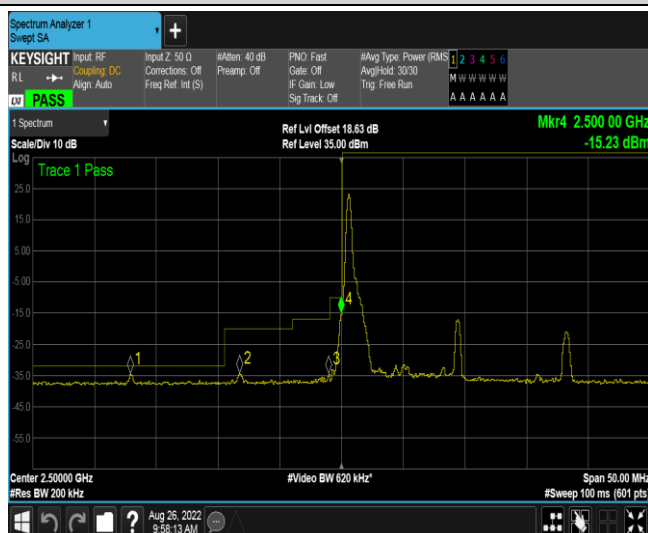 Spectrum Analyzer 1
Swept SA
+
KEYSIGHT
RL
LXI PASS
Input: RF
Coupling: DC
Align: Auto
Input Z: 50 Ω
Corrections: Off
Freq Ref: Int (S)
#Atten: 40 dB
Preamp: Off
PNO: Fast
Gate: Off
IF Gain: Low
Sig Track: Off
#Avg Type: Power (RMS
Avg|Hold: 30/30
Trig: Free Run
1 2 3 4 5 6
M W W W W W
A A A A A A
1 Spectrum
Scale/Div 10 dB
Ref Lvl Offset 18.63 dB
Ref Level 35.00 dBm
Mkr4 2.500 00 GHz
-15.23 dBm
Log
Trace 1 Pass
25.0
15.0
5.00
-5.00
-15.0
-25.0
-35.0
-45.0
-55.0
1
2
3
4
Center 2.50000 GHz
#Res BW 200 kHz
#Video BW 620 kHz*
Span 50.00 MHz
#Sweep 100 ms (601 pts)
?
Aug 26, 2022
9:58:13 AM